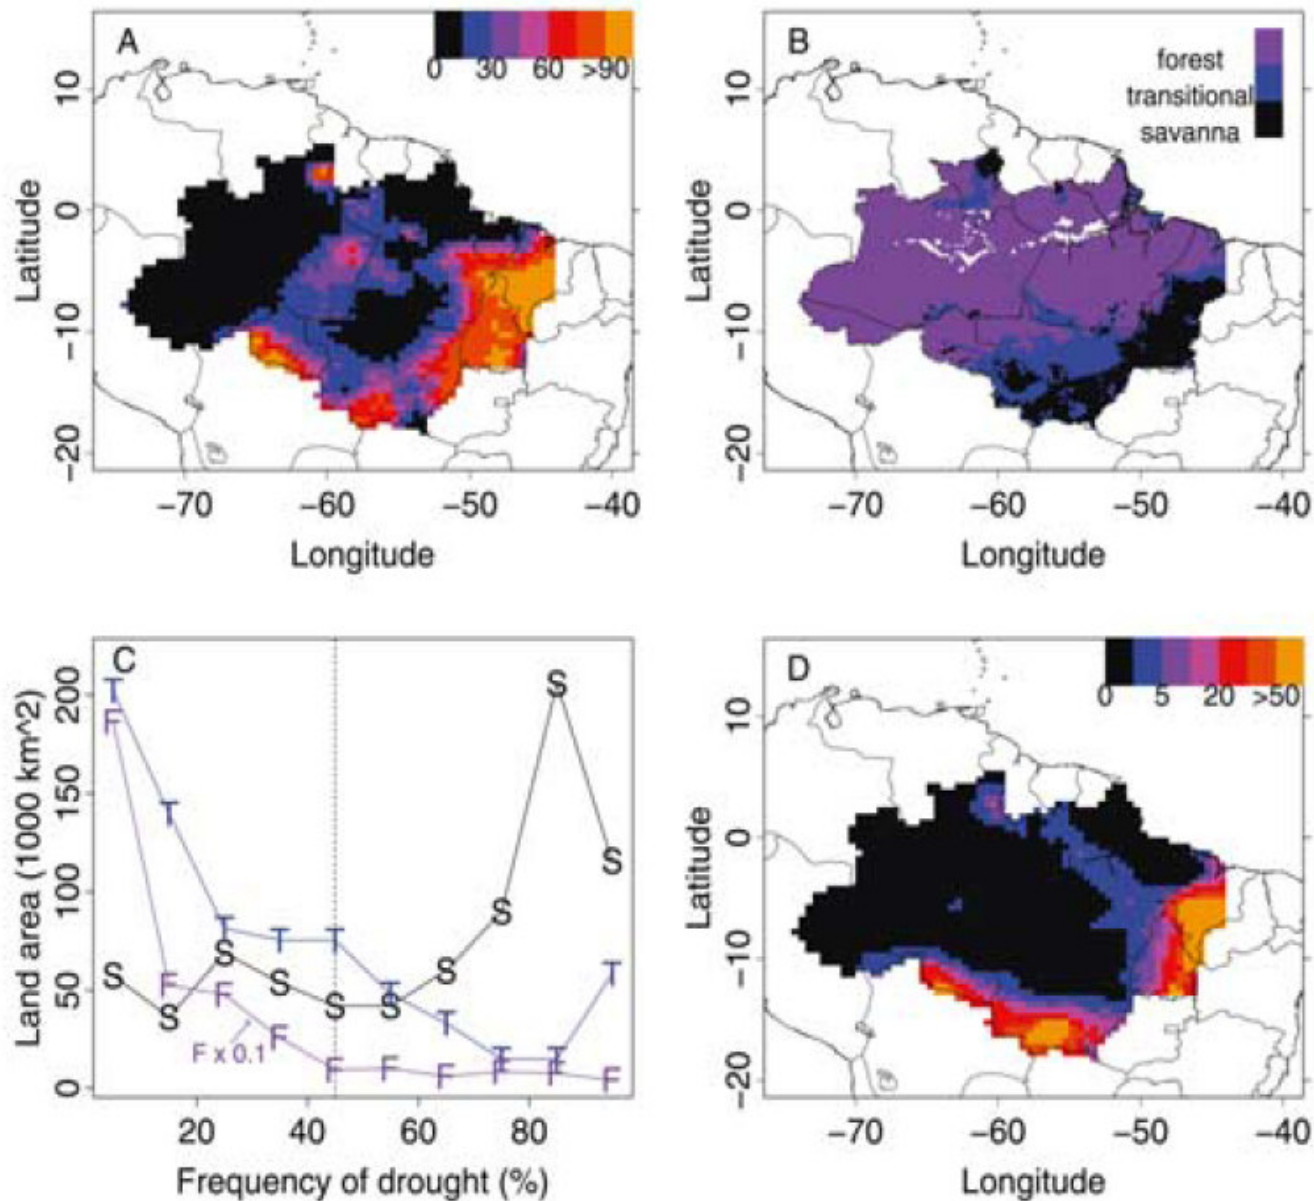 A
0 30 60 >90
10
0
−10
−20
Latitude
−70 −60 −50 −40
Longitude
B
forest
transitional
savanna
10
0
−10
−20
Latitude
−70 −60 −50 −40
Longitude
C
200
150
100
50
0
Land area (1000 km^2)
T
F
S
T
F
S
T
S
F
T
S
F
T
S
F
T
S
F
S
T
F
S
T
F
S
T
F
S
T
F
F x 0.1
20 40 60 80
Frequency of drought (%)
D
0 5 20 >50
10
0
−10
−20
Latitude
−70 −60 −50 −40
Longitude